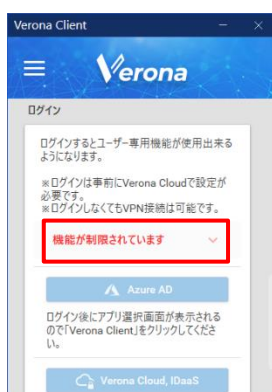 Verona Client
Verona
ログイン
ログインするとユーザー専用機能が使用出来る
ようになります。
※ログインは事前にVerona Cloudで設定が
必要です。
※ログインしなくてもVPN接続は可能です。
機能が制限されています
Azure AD
ログイン後にアプリ選択画面が表示される
ので「Verona Client」をクリックしてくださ
い。
Verona Cloud, IDaaS